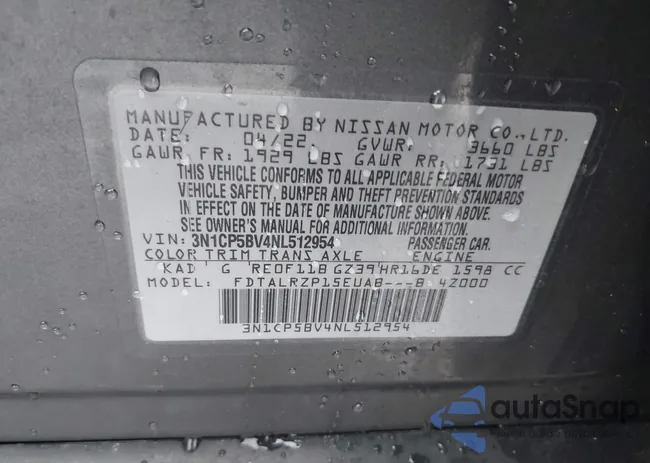 MANUFACTURED BY NISSAN MOTOR CO., LTD.
DATE: 04/22 GVWR: 3660 LBS
GAWR FR: 1929 LBS GAWR RR: 1731 LBS
THIS VEHICLE CONFORMS TO ALL APPLICABLE FEDERAL MOTOR
VEHICLE SAFETY, BUMPER AND THEFT PREVENTION STANDARDS
IN EFFECT ON THE DATE OF MANUFACTURE SHOWN ABOVE.
SEE OWNER'S MANUAL FOR ADDITIONAL INFORMATION.
VIN: 3N1CP5BV4NL512954 PASSENGER CAR.
COLOR TRIM TRANS AXLE ENGINE
KAD G RE0F11B GZ39 HR16DE 1598 CC
MODEL: FDTALRZP15EUA8---B 4Z000
3N1CP5BV4NL512954
autaSnap